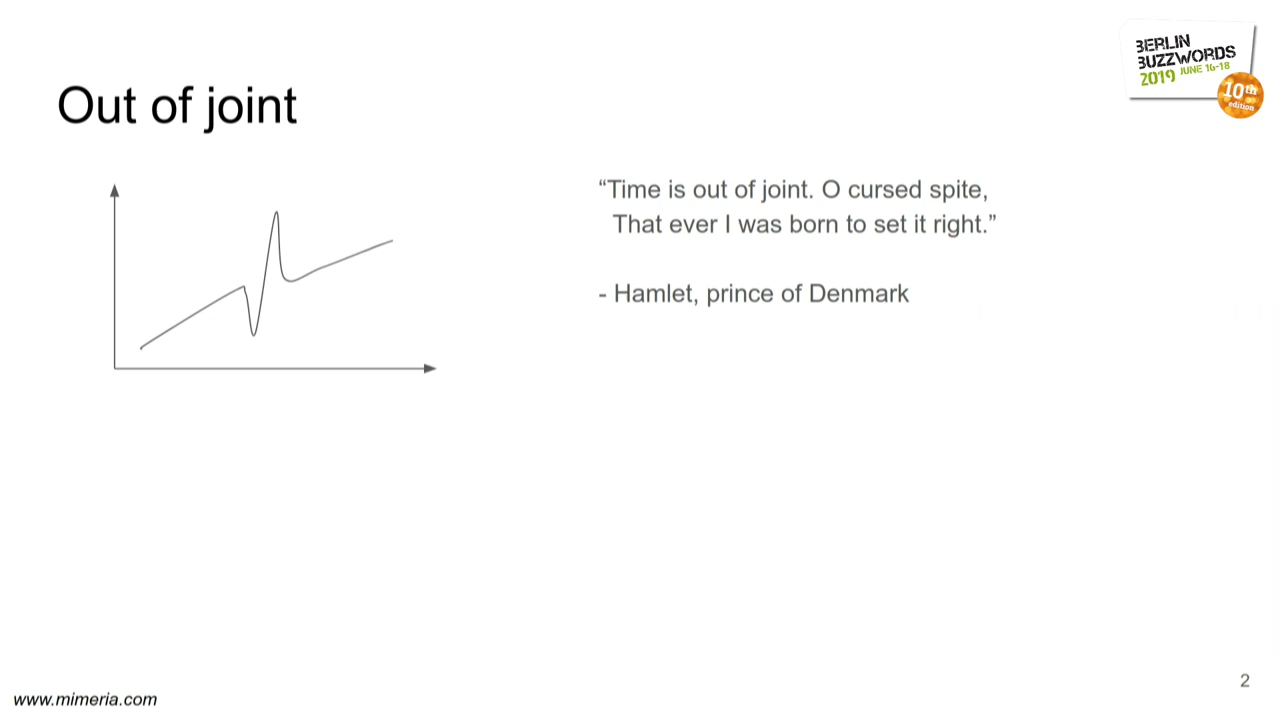 BERLIN
BUZZWORDS
2019 JUNE 16-18
10th
edition
Out of joint
“Time is out of joint. O cursed spite,
That ever I was born to set it right.”
- Hamlet, prince of Denmark
2
www.mimeria.com